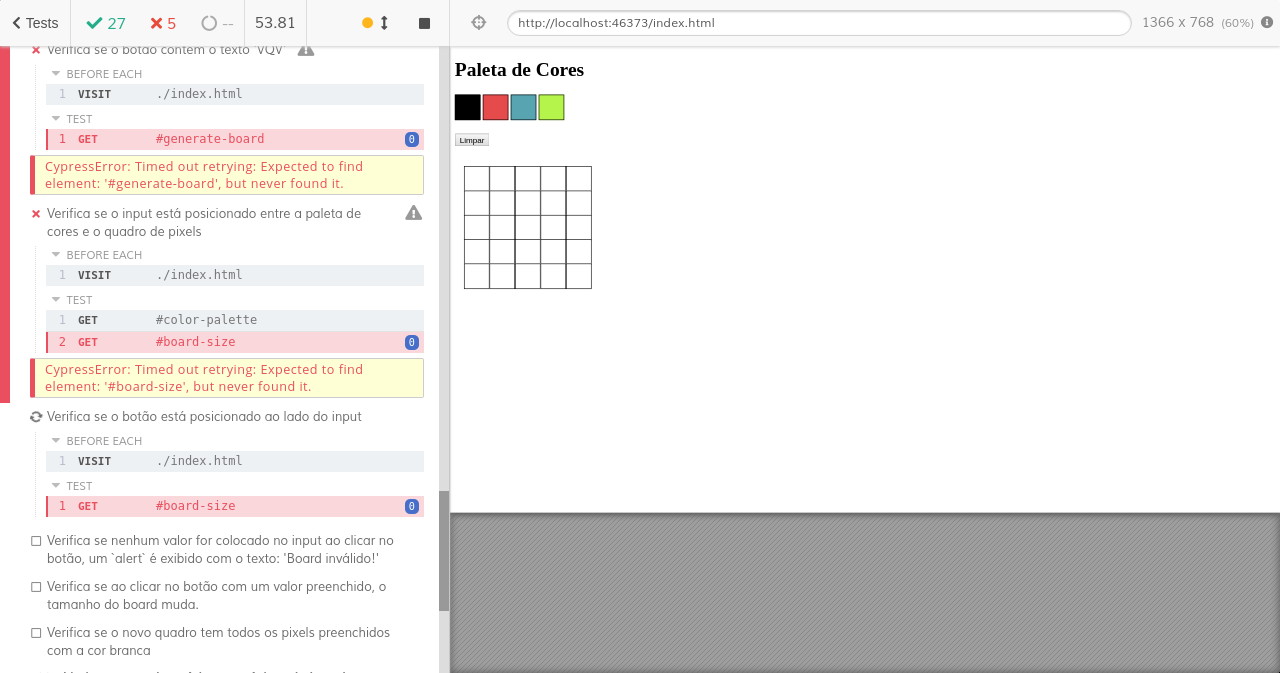 Tests 27 5 -- 53.81
http://localhost:46373/index.html 1366 x 768 (60%)
Verifica se o botão contém o texto 'VQV'
BEFORE EACH
1 VISIT ./index.html
TEST
1 GET #generate-board 0
CypressError: Timed out retrying: Expected to find
element: '#generate-board', but never found it.
Verifica se o input está posicionado entre a paleta de
cores e o quadro de pixels
BEFORE EACH
1 VISIT ./index.html
TEST
1 GET #color-palette
2 GET #board-size 0
CypressError: Timed out retrying: Expected to find
element: '#board-size', but never found it.
Verifica se o botão está posicionado ao lado do input
BEFORE EACH
1 VISIT ./index.html
TEST
1 GET #board-size 0
Verifica se nenhum valor for colocado no input ao clicar no
botão, um `alert` é exibido com o texto: 'Board inválido!'
Verifica se ao clicar no botão com um valor preenchido, o
tamanho do board muda.
Verifica se o novo quadro tem todos os pixels preenchidos
com a cor branca
Paleta de Cores
Limpar